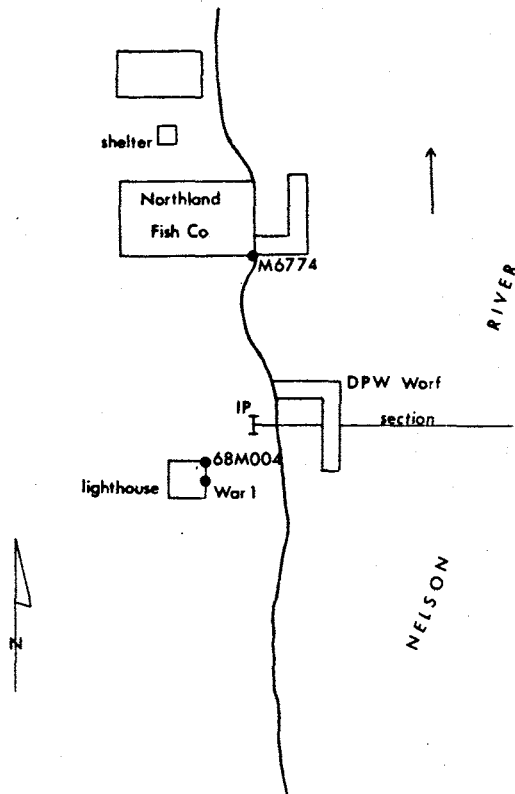 shelter
Northland
Fish Co
M6774
RIVER
DPW Worf
IP
section
68M004
lighthouse
War 1
NELSON
N